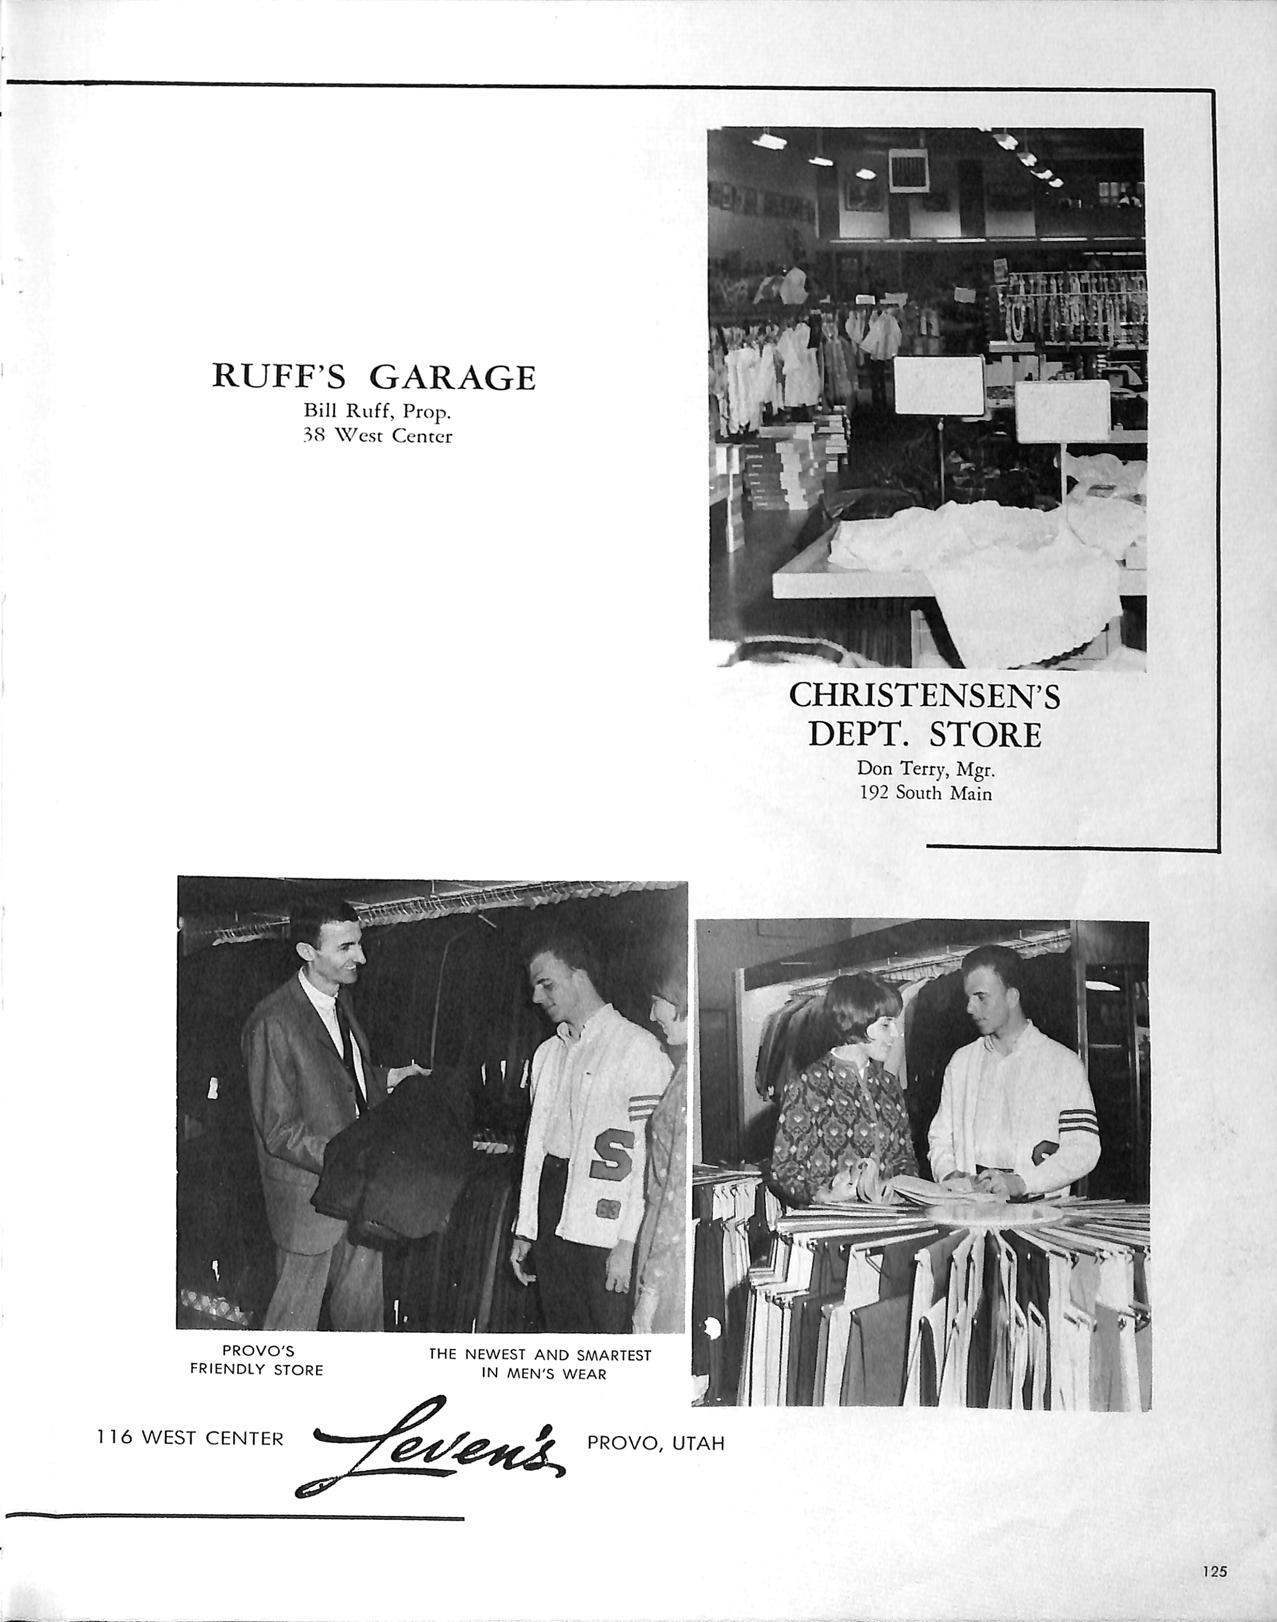 RUFF'S GARAGE
Bill Ruff, Prop.
38 West Center
CHRISTENSEN'S
DEPT. STORE
Don Terry, Mgr.
192 South Main
S
PROVO'S
FRIENDLY STORE
THE NEWEST AND SMARTEST
IN MEN'S WEAR
116 WEST CENTER
Leven's
PROVO, UTAH
125